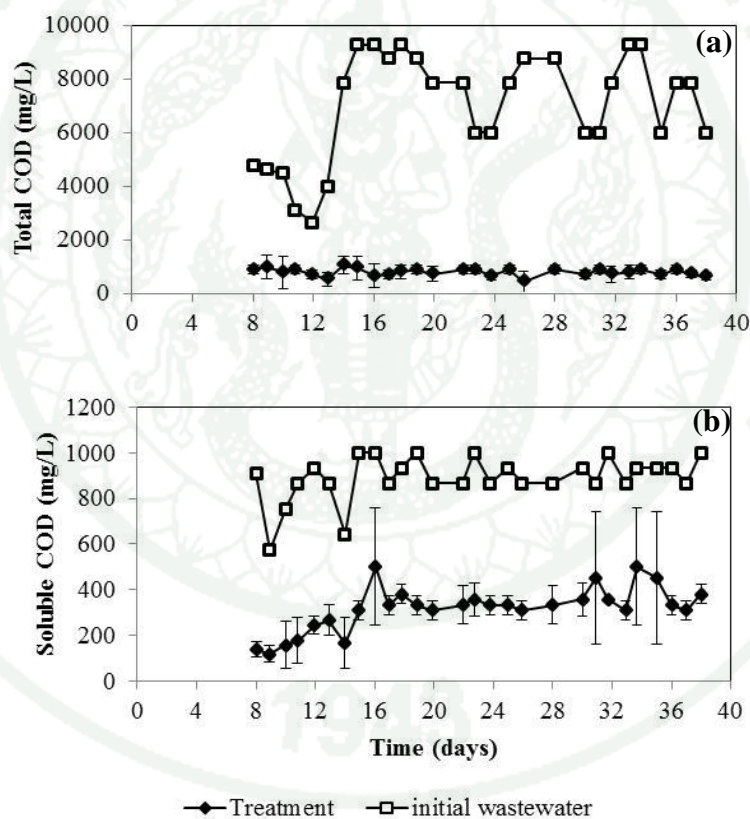 (a)
Total COD (mg/L)
10000
8000
6000
4000
2000
0
0 4 8 12 16 20 24 28 32 36 40
(b)
Soluble COD (mg/L)
1200
1000
800
600
400
200
0
0 4 8 12 16 20 24 28 32 36 40
Time (days)
Treatment initial wastewater
1943